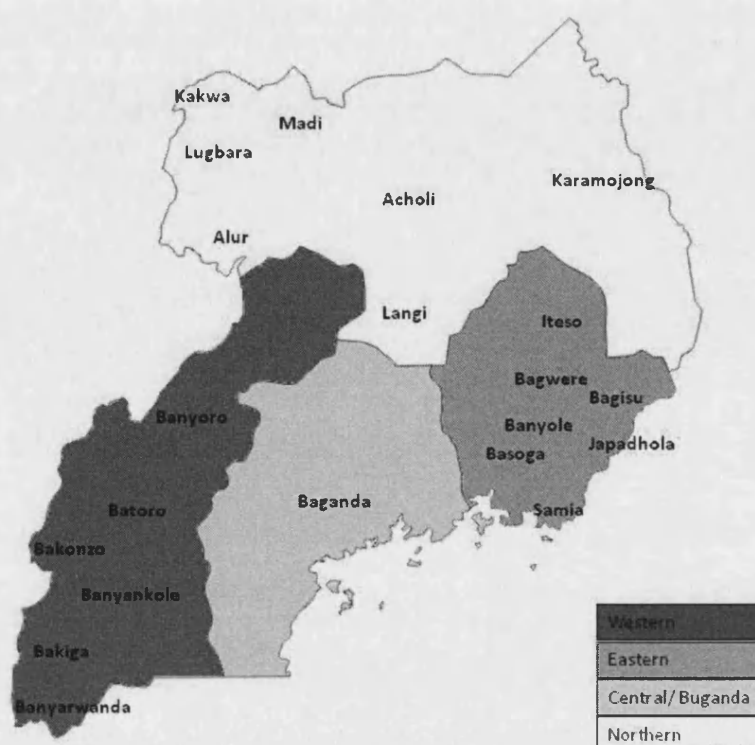 Kakwa
Madi
Lugbara
Karamojong
Acholi
Alur
Langi
Iteso
Bagwere
Bagisu
Banyoro
Banyole
Japadhola
Basoga
Baganda
Batoro
Samia
Bakonzo
Banyankole
Bakiga
Banyarwanda
Western
Eastern
Central/ Buganda
Northern